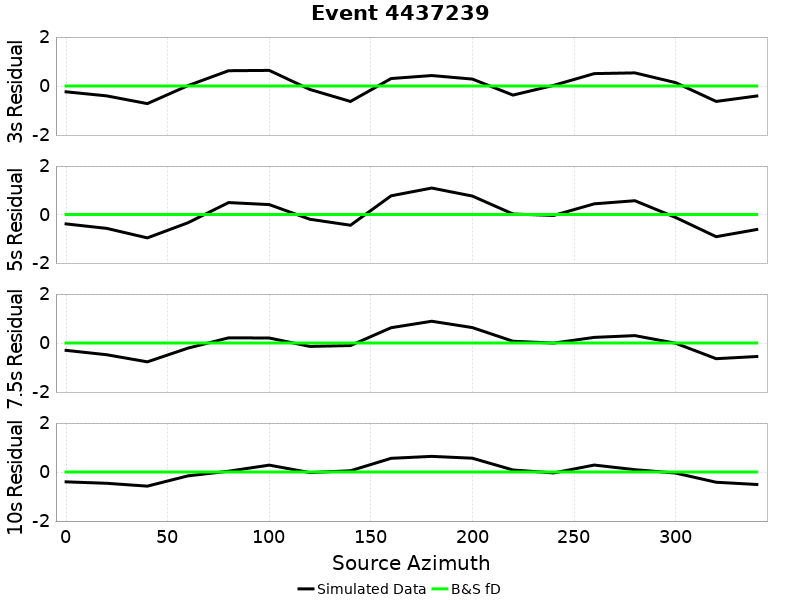 Event 4437239
3s Residual
2
0
-2
5s Residual
2
0
-2
7.5s Residual
2
0
-2
10s Residual
2
0
-2
0 50 100 150 200 250 300
Source Azimuth
Simulated Data B&S fD